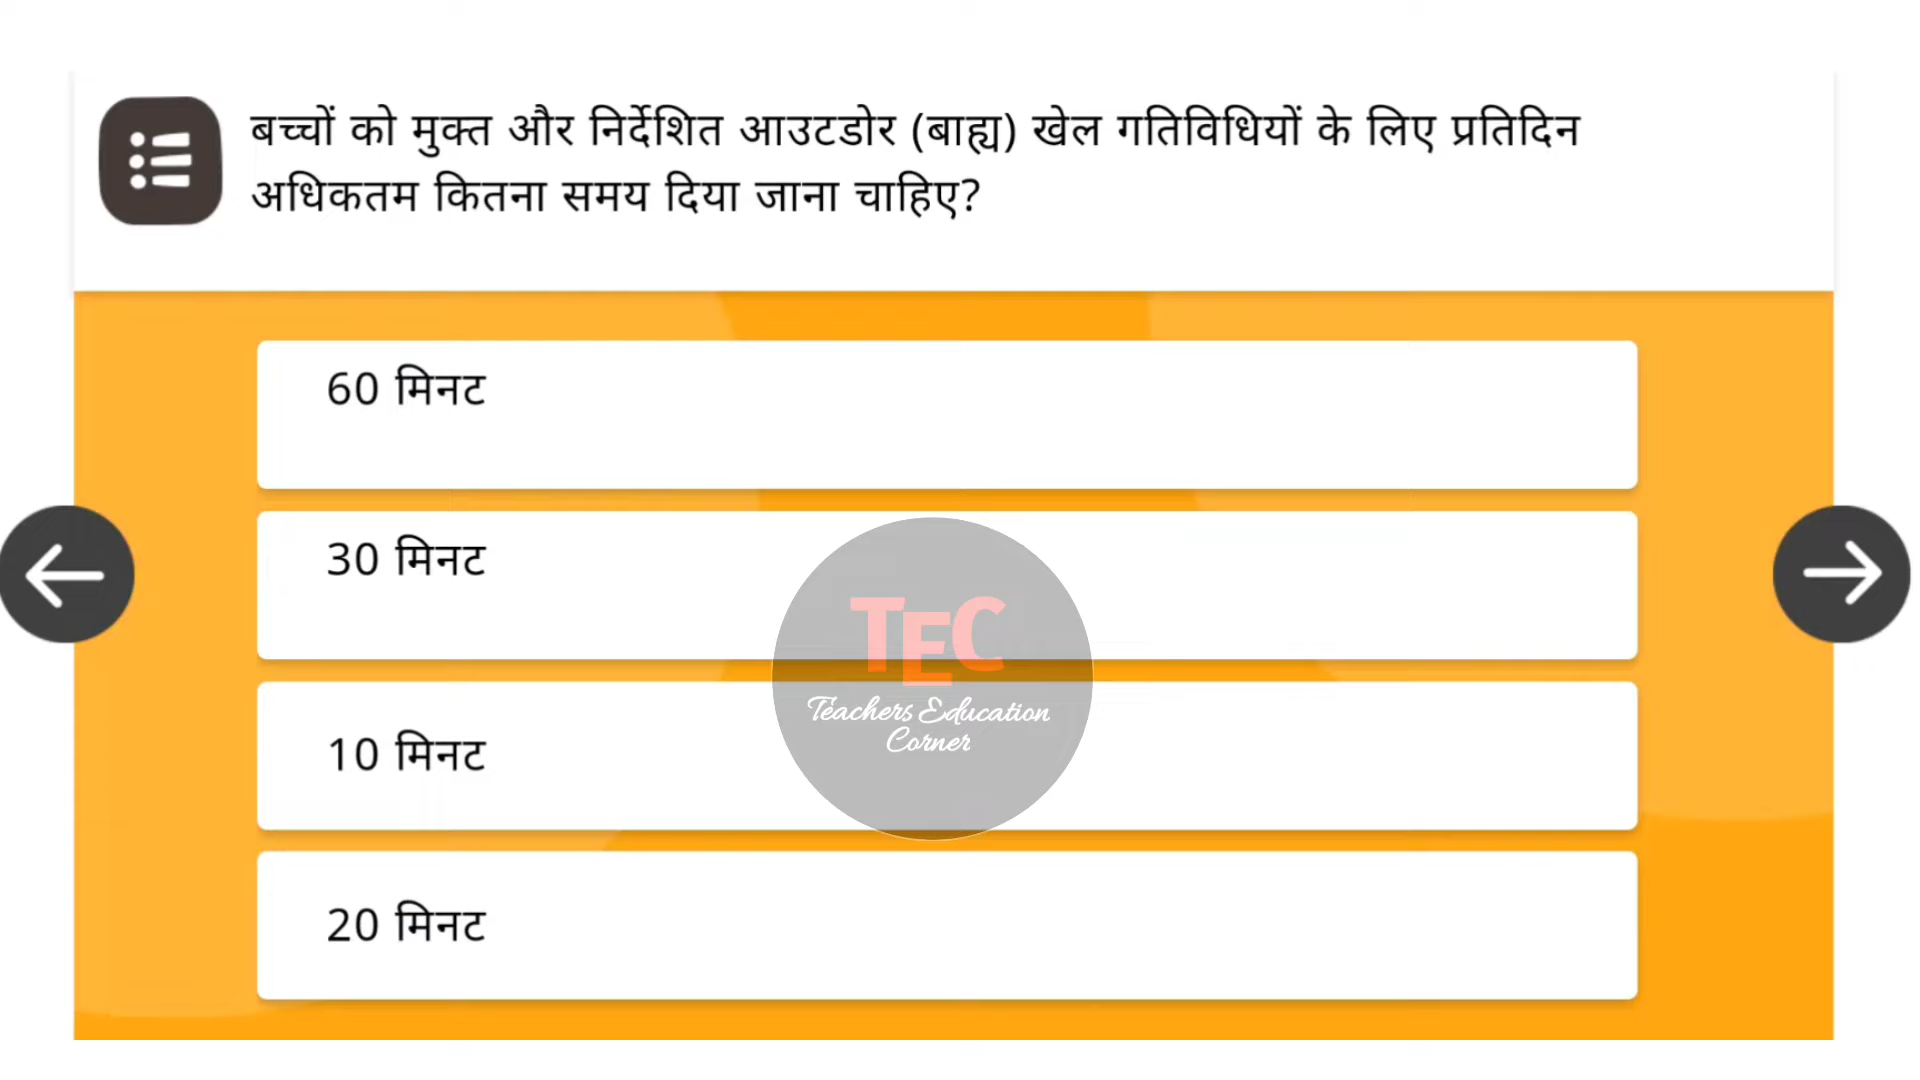 बच्चों को मुक्त और निर्देशित आउटडोर (बाह्य) खेल गतिविधियों के लिए प्रतिदिन
अधिकतम कितना समय दिया जाना चाहिए?
60 मिनट
30 मिनट
TEC
Teachers Education
Corner
10 मिनट
20 मिनट